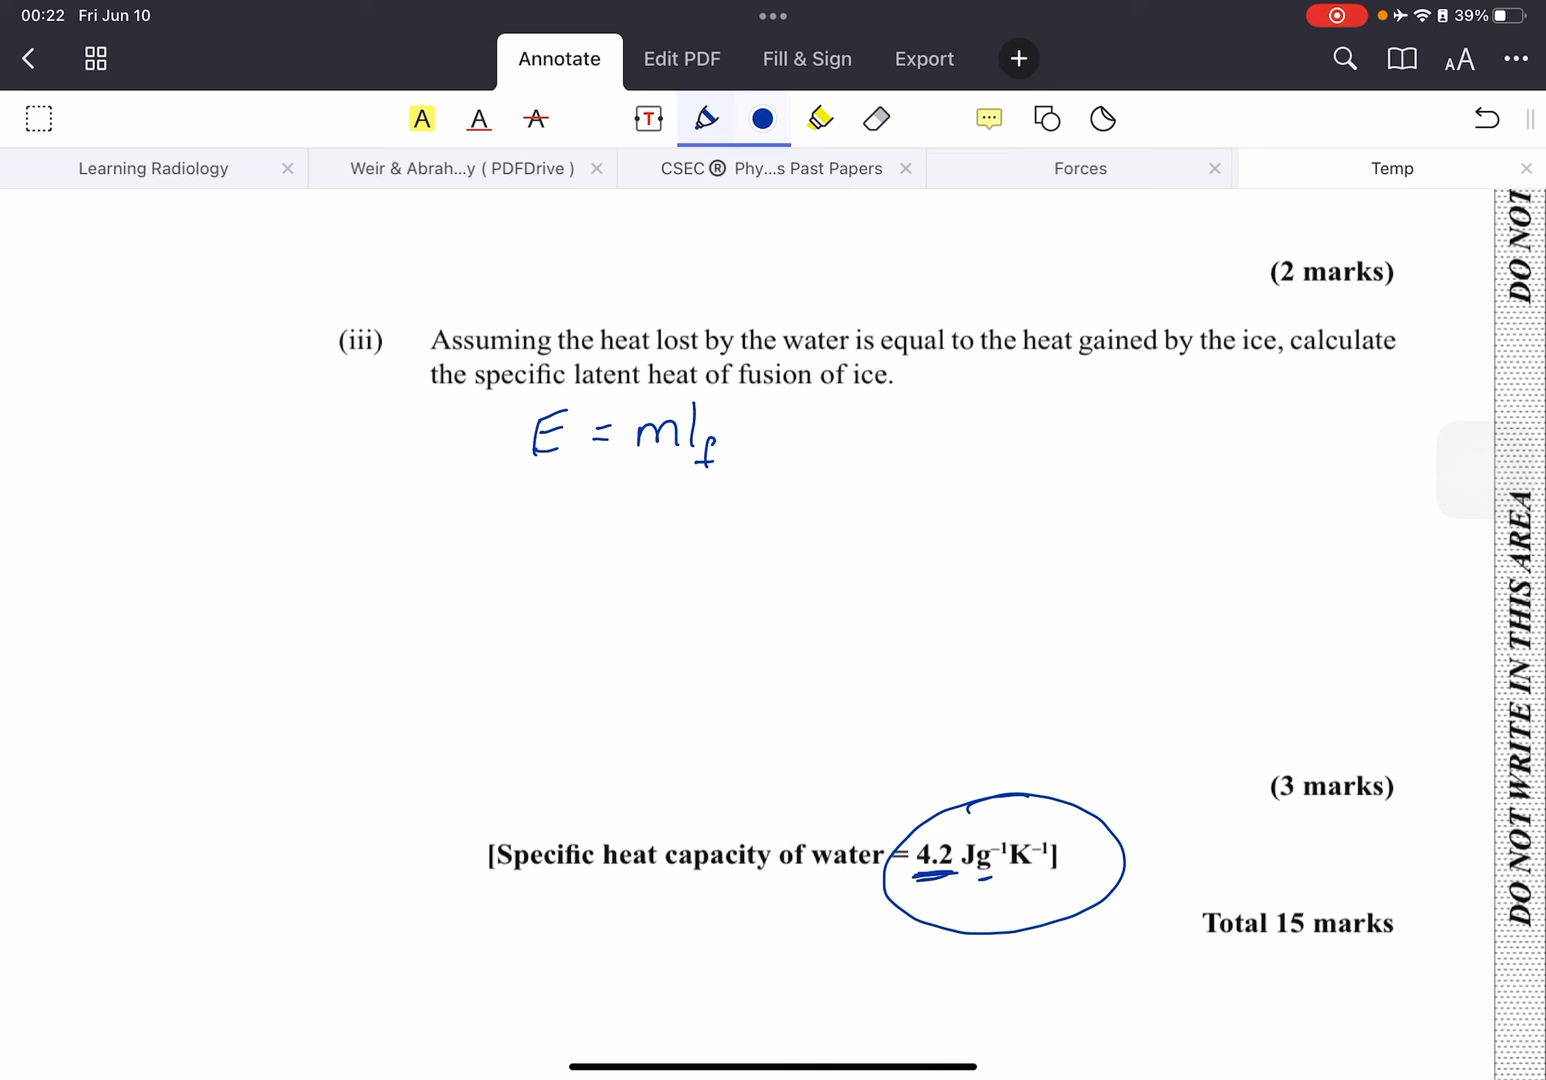 00:22 Fri Jun 10
39%
Annotate Edit PDF Fill & Sign Export
A A A T
Learning Radiology
Weir & Abrah...y ( PDFDrive )
CSEC ® Phy...s Past Papers
Forces
Temp
DO NOT
(2 marks)
(iii) Assuming the heat lost by the water is equal to the heat gained by the ice, calculate
the specific latent heat of fusion of ice.
E = mlf
DO NOT WRITE IN THIS AREA
(3 marks)
[Specific heat capacity of water = 4.2 Jg⁻¹K⁻¹]
Total 15 marks